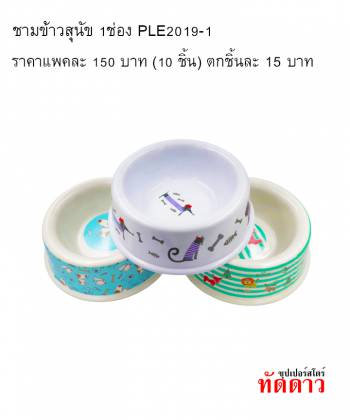 ชามข้าวสุนัข 1ช่อง PLE2019-1
ราคาแพคละ 150 บาท (10 ชิ้น) ตกชิ้นละ 15 บาท
ซุปเปอร์สโตร์
ทัดดาว